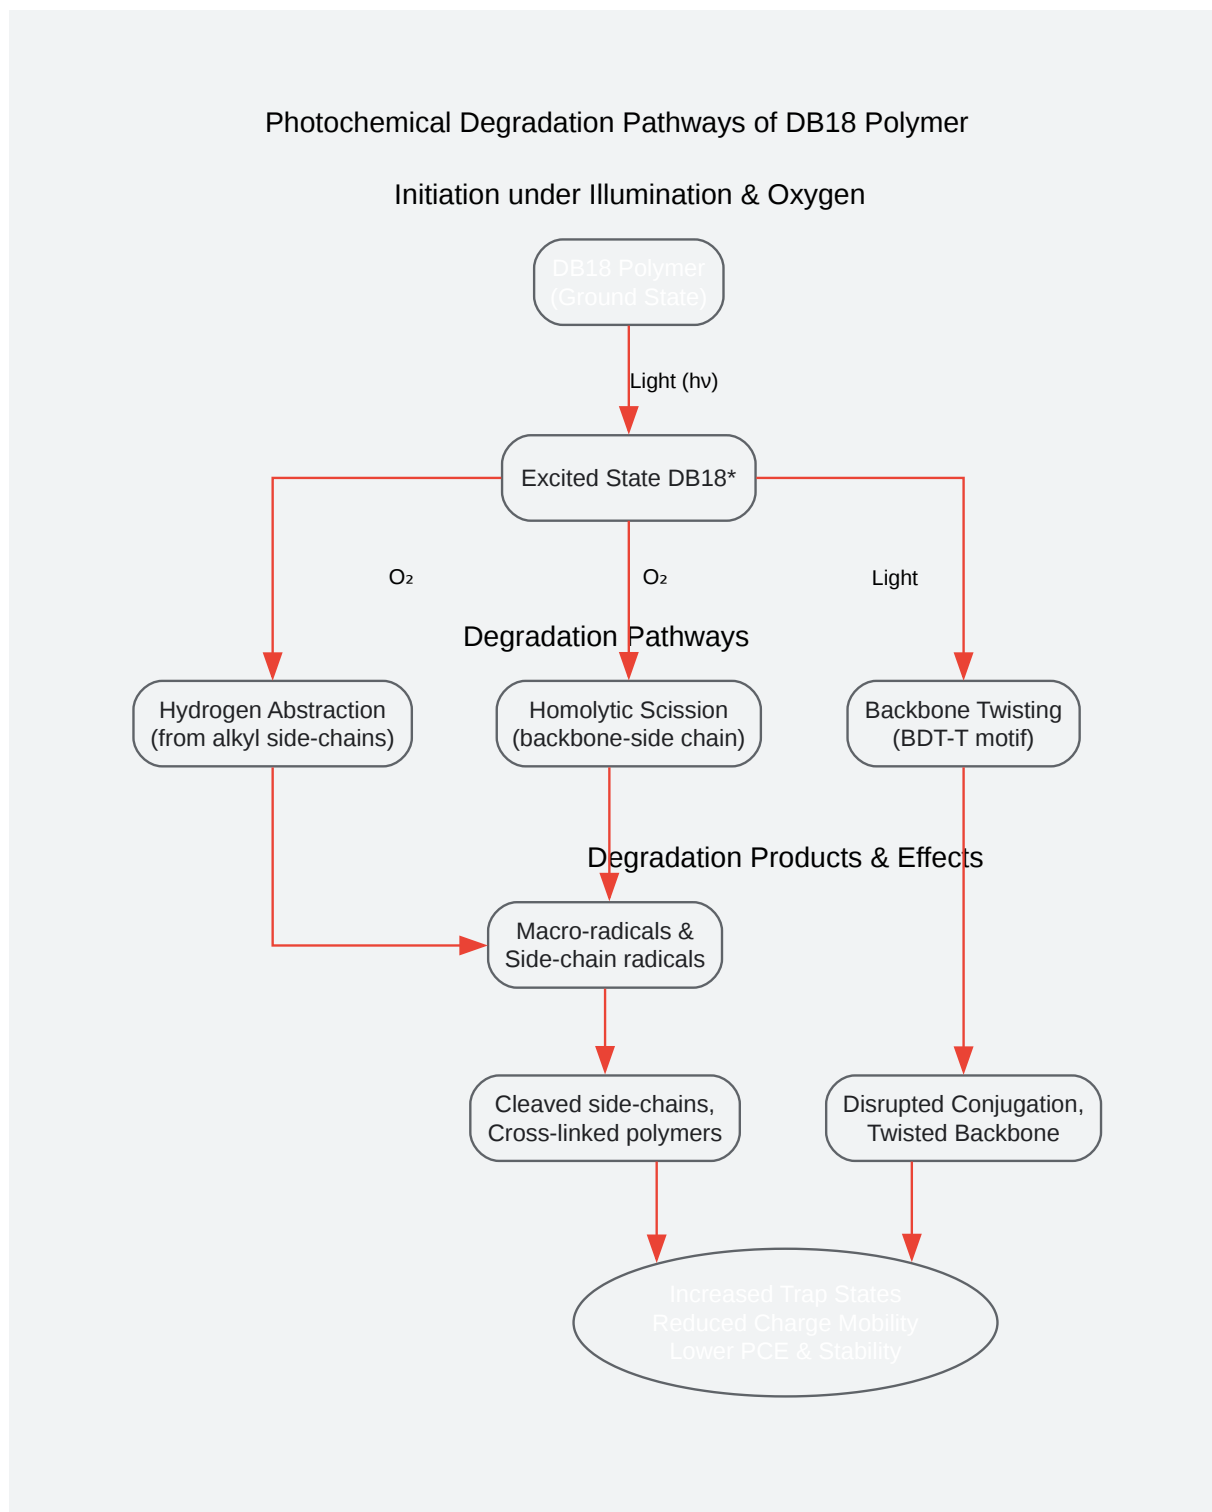 Photochemical Degradation Pathways of DB18 Polymer
Initiation under Illumination & Oxygen
DB18 Polymer
(Ground State)
Light (hν)
Excited State DB18*
O₂
O₂
Light
Degradation Pathways
Hydrogen Abstraction
(from alkyl side-chains)
Homolytic Scission
(backbone-side chain)
Backbone Twisting
(BDT-T motif)
Degradation Products & Effects
Macro-radicals &
Side-chain radicals
Cleaved side-chains,
Cross-linked polymers
Disrupted Conjugation,
Twisted Backbone
Increased Trap States
Reduced Charge Mobility
Lower PCE & Stability